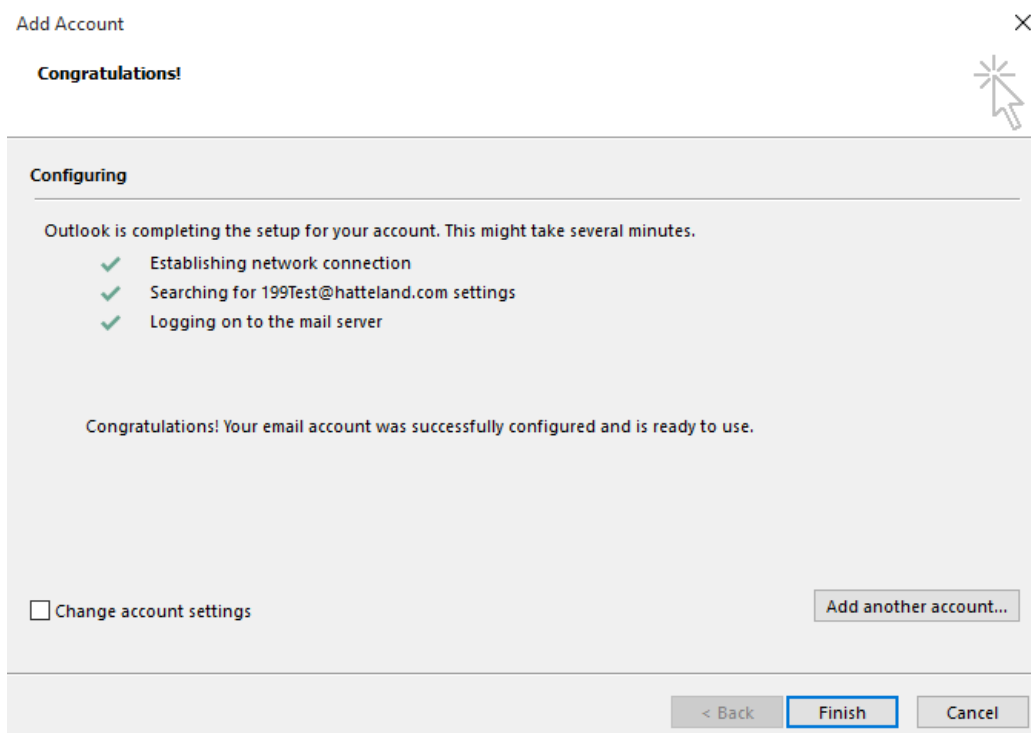 Add Account
Congratulations!
Configuring
Outlook is completing the setup for your account. This might take several minutes.
Establishing network connection
Searching for 199Test@hatteland.com settings
Logging on to the mail server
Congratulations! Your email account was successfully configured and is ready to use.
Change account settings
Add another account...
< Back
Finish
Cancel